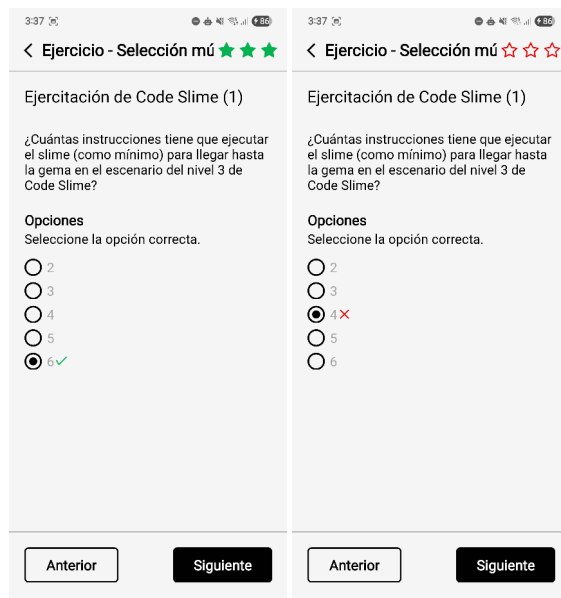 3:37
86
Ejercicio - Selección mú
Ejercitación de Code Slime (1)
¿Cuántas instrucciones tiene que ejecutar
el slime (como mínimo) para llegar hasta
la gema en el escenario del nivel 3 de
Code Slime?
Opciones
Seleccione la opción correcta.
2
3
4
5
6
Anterior
Siguiente
3:37
86
Ejercicio - Selección mú
Ejercitación de Code Slime (1)
¿Cuántas instrucciones tiene que ejecutar
el slime (como mínimo) para llegar hasta
la gema en el escenario del nivel 3 de
Code Slime?
Opciones
Seleccione la opción correcta.
2
3
4
5
6
Anterior
Siguiente